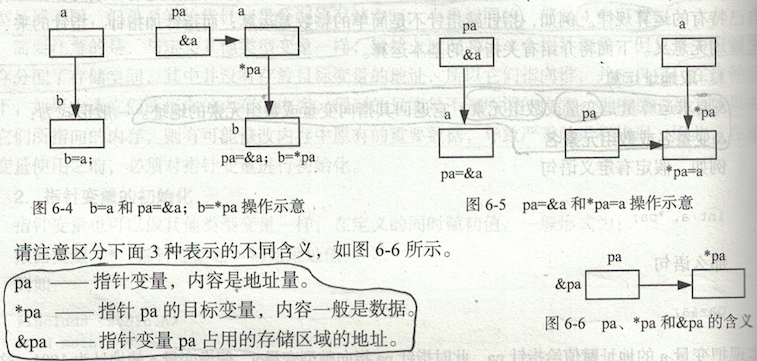 a
pa
a
&a
*pa
b
b
b=a;
pa=&a; b=*pa
图 6-4 b=a 和 pa=&a; b=*pa 操作示意
pa
a
&a
a
*pa
pa
pa=&a
*pa=a
图 6-5 pa=&a 和*pa=a 操作示意
请注意区分下面 3 种表示的不同含义，如图 6-6 所示。
pa —— 指针变量，内容是地址量。
*pa —— 指针 pa 的目标变量，内容一般是数据。
&pa —— 指针变量 pa 占用的存储区域的地址。
pa
*pa
&pa
图 6-6 pa、*pa 和&pa 的含义